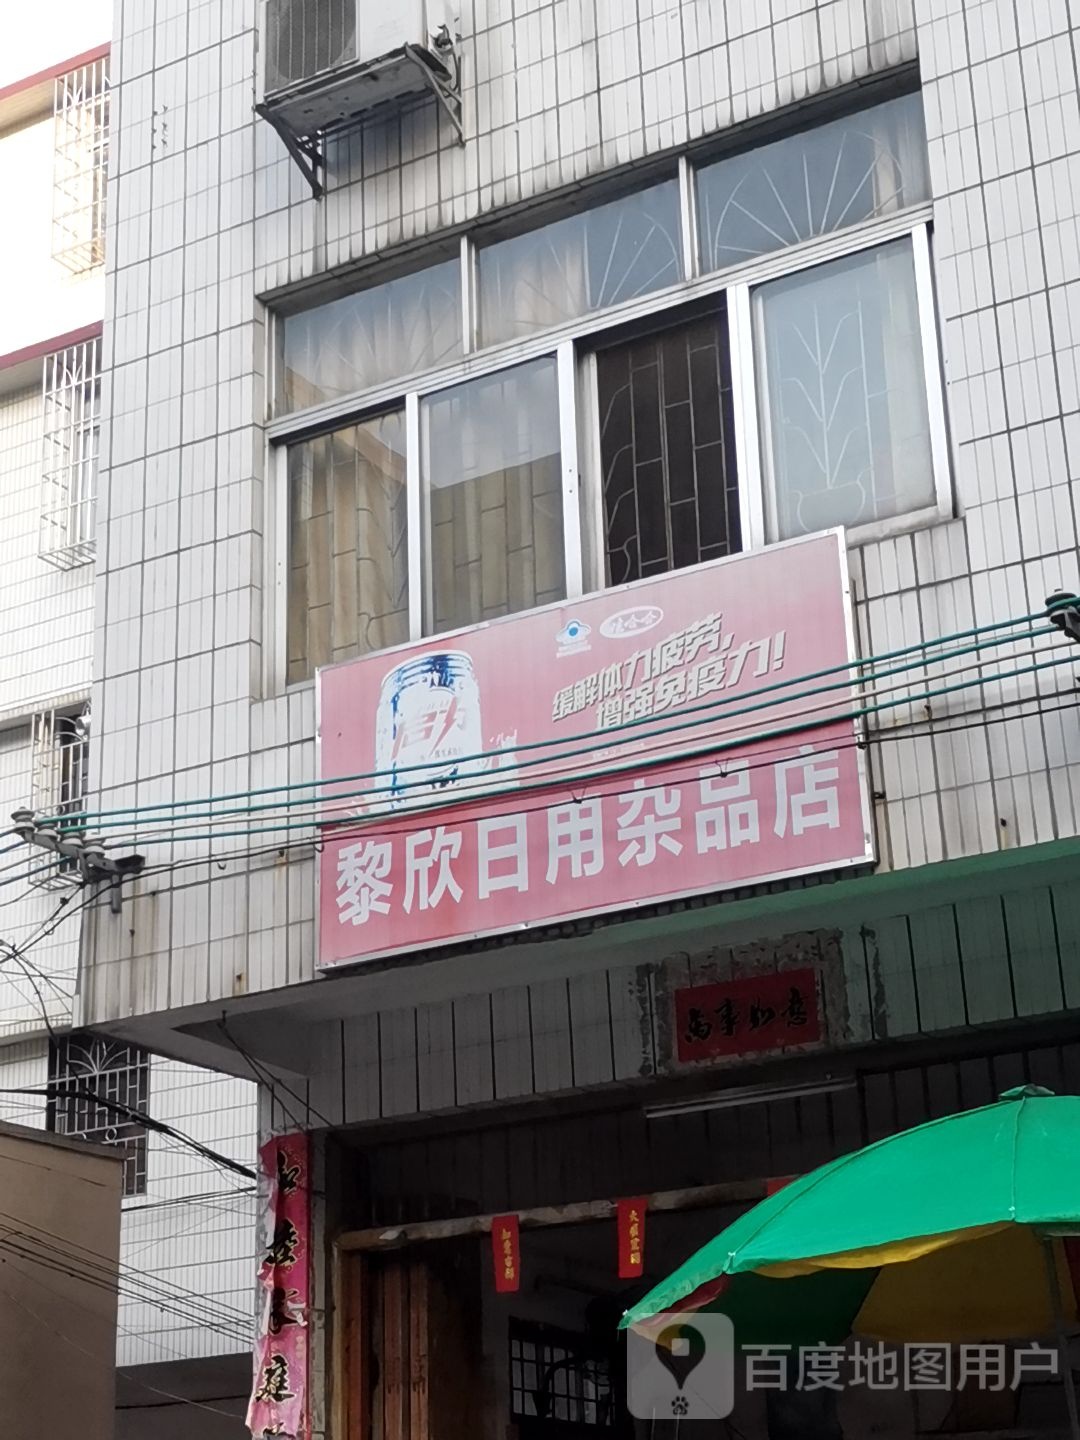 娃哈哈
缓解体力疲劳,
增强免疫力!
启力
黎欣日用杂品店
万事如意
百度地图用户